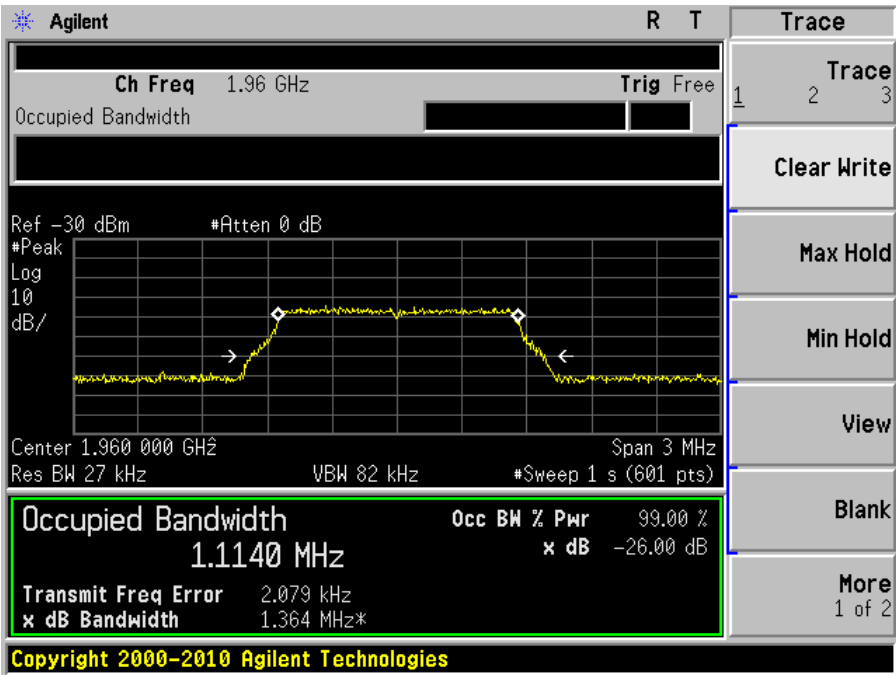 Agilent R T Trace
Ch Freq 1.96 GHz Trig Free
Occupied Bandwidth
Trace
1 2 3
Clear Write
Max Hold
Min Hold
View
Blank
More
1 of 2
Ref -30 dBm #Atten 0 dB
#Peak
Log
10
dB/
Center 1.960 000 GHz Span 3 MHz
Res BW 27 kHz VBW 82 kHz #Sweep 1 s (601 pts)
Occupied Bandwidth Occ BW % Pwr 99.00 %
1.1140 MHz x dB -26.00 dB
Transmit Freq Error 2.079 kHz
x dB Bandwidth 1.364 MHz*
Copyright 2000-2010 Agilent Technologies